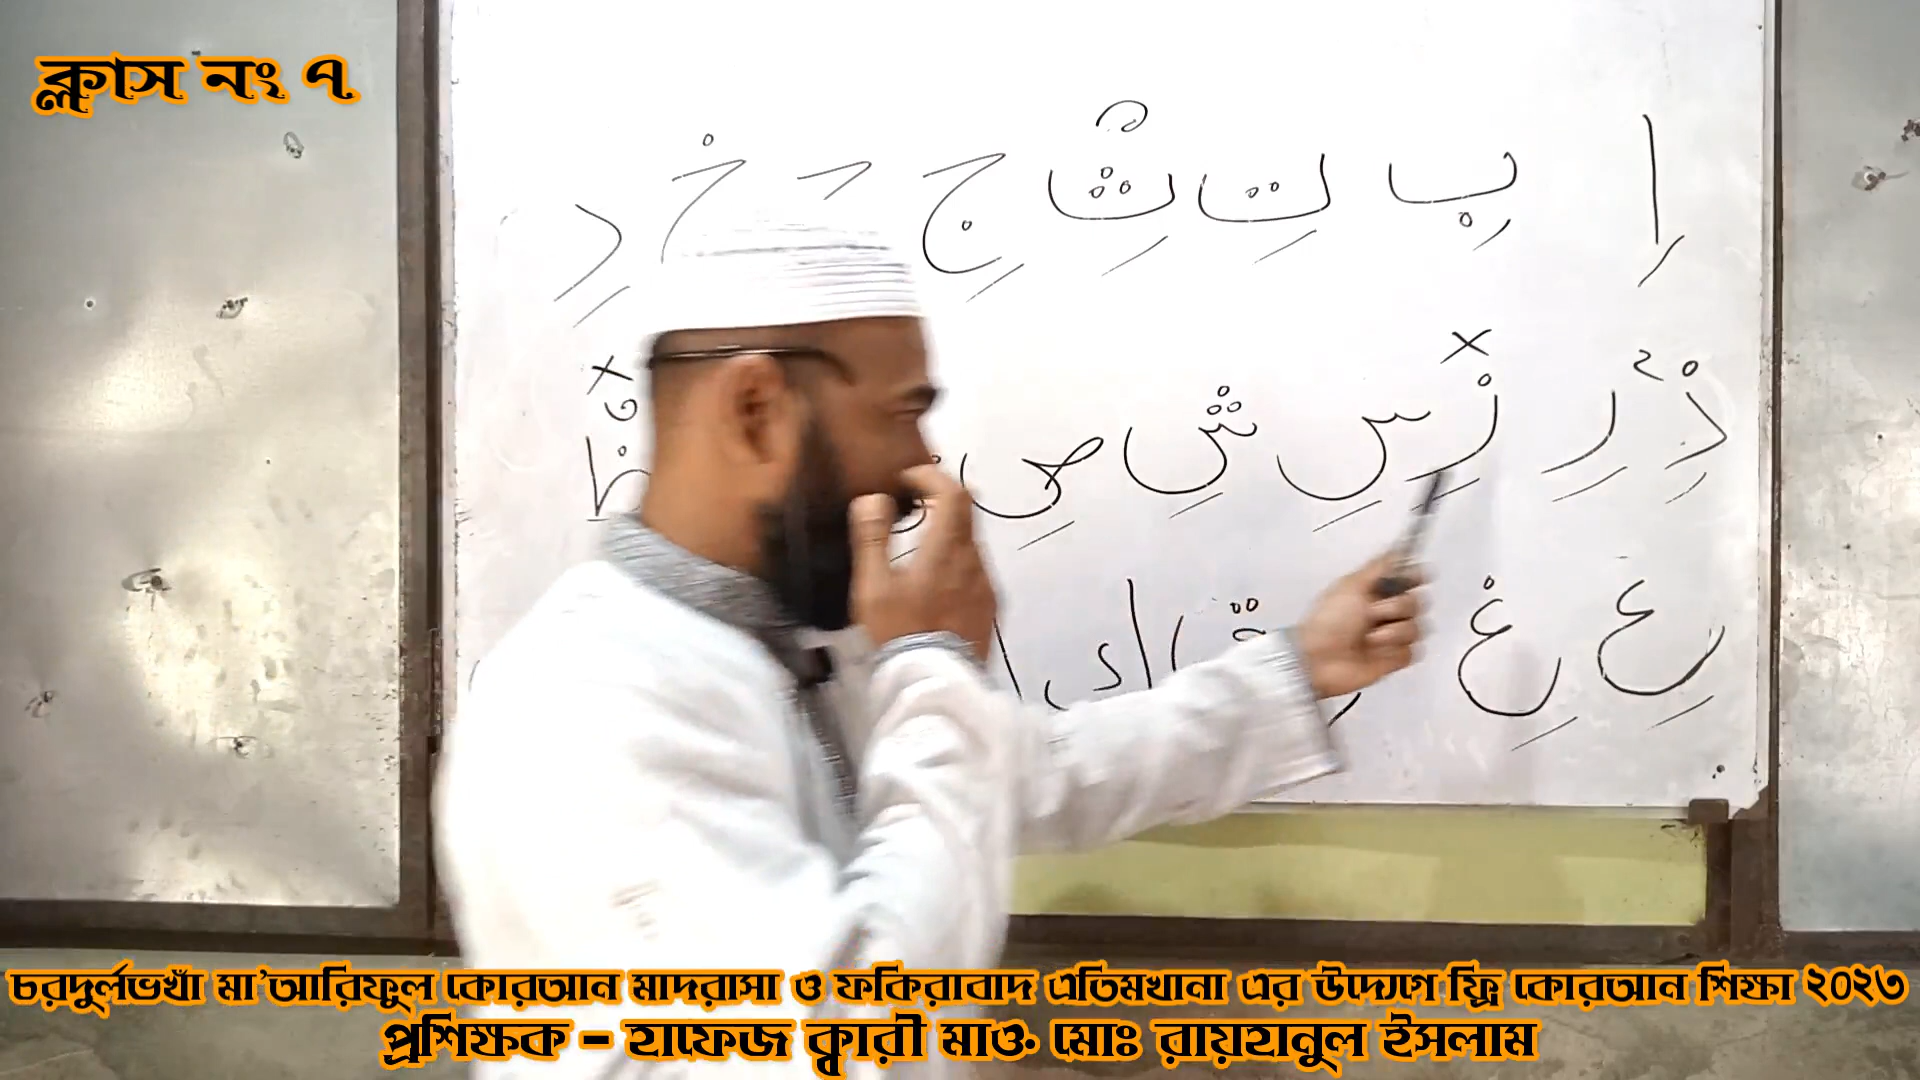 ক্লাস নং ৭
إِ بِ تِ ثِ جِ خ دِ
ذِ رِ زِ سِ شِ صِ ظ
عِ غِ ق ك
চরদুর্লভখাঁ মা'আরিফুল কোরআন মাদরাসা ও ফকিরাবাদ এতিমখানা এর উদ্যেগে ফ্রি কোরআন শিক্ষা ২০২৩
প্রশিক্ষক - হাফেজ ক্বারী মাওঃ মোঃ রায়হানুল ইসলাম